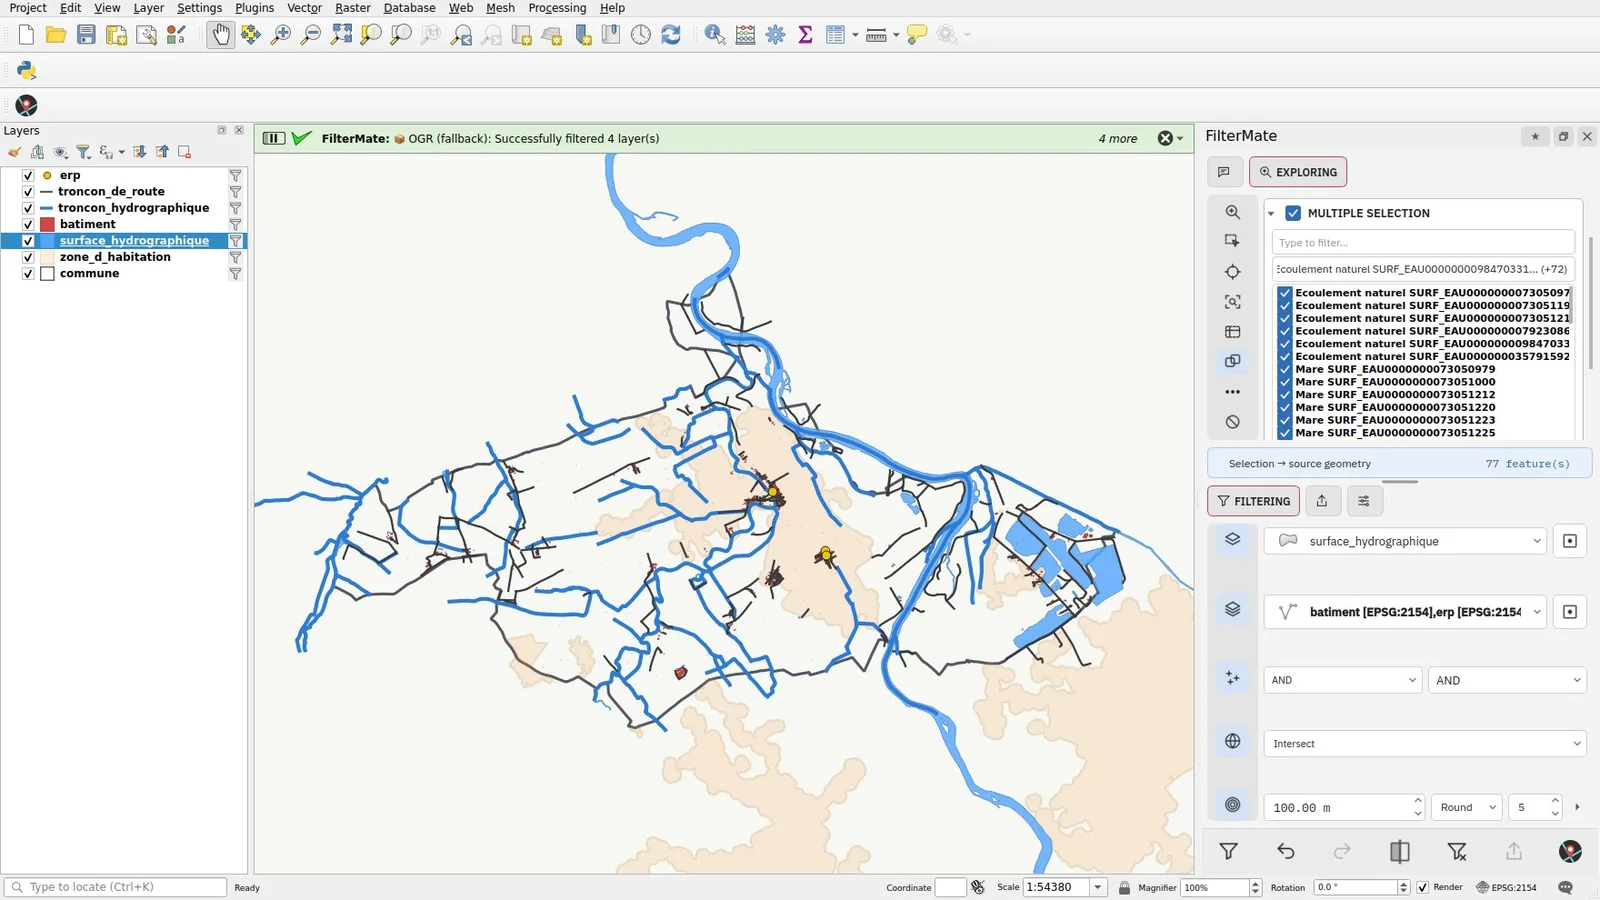 Project Edit View Layer Settings Plugins Vector Raster Database Web Mesh Processing Help
Layers
erp
troncon_de_route
troncon_hydrographique
batiment
surface_hydrographique
zone_d_habitation
commune
FilterMate: OGR (fallback): Successfully filtered 4 layer(s)
4 more
FilterMate
EXPLORING
MULTIPLE SELECTION
Type to filter...
Ecoulement naturel SURF_EAU0000000098470331... (+72)
Ecoulement naturel SURF_EAU000000007305097
Ecoulement naturel SURF_EAU000000007305119
Ecoulement naturel SURF_EAU000000007305121
Ecoulement naturel SURF_EAU000000007923086
Ecoulement naturel SURF_EAU000000009847033
Ecoulement naturel SURF_EAU000000035791592
Mare SURF_EAU0000000073050979
Mare SURF_EAU0000000073051000
Mare SURF_EAU0000000073051212
Mare SURF_EAU0000000073051220
Mare SURF_EAU0000000073051223
Mare SURF_EAU0000000073051225
Selection → source geometry 77 feature(s)
FILTERING
surface_hydrographique
batiment [EPSG:2154],erp [EPSG:2154
AND AND
Intersect
100.00 m Round 5
Type to locate (Ctrl+K) Ready Coordinate Scale 1:54380 Magnifier 100% Rotation 0.0 ° Render EPSG:2154